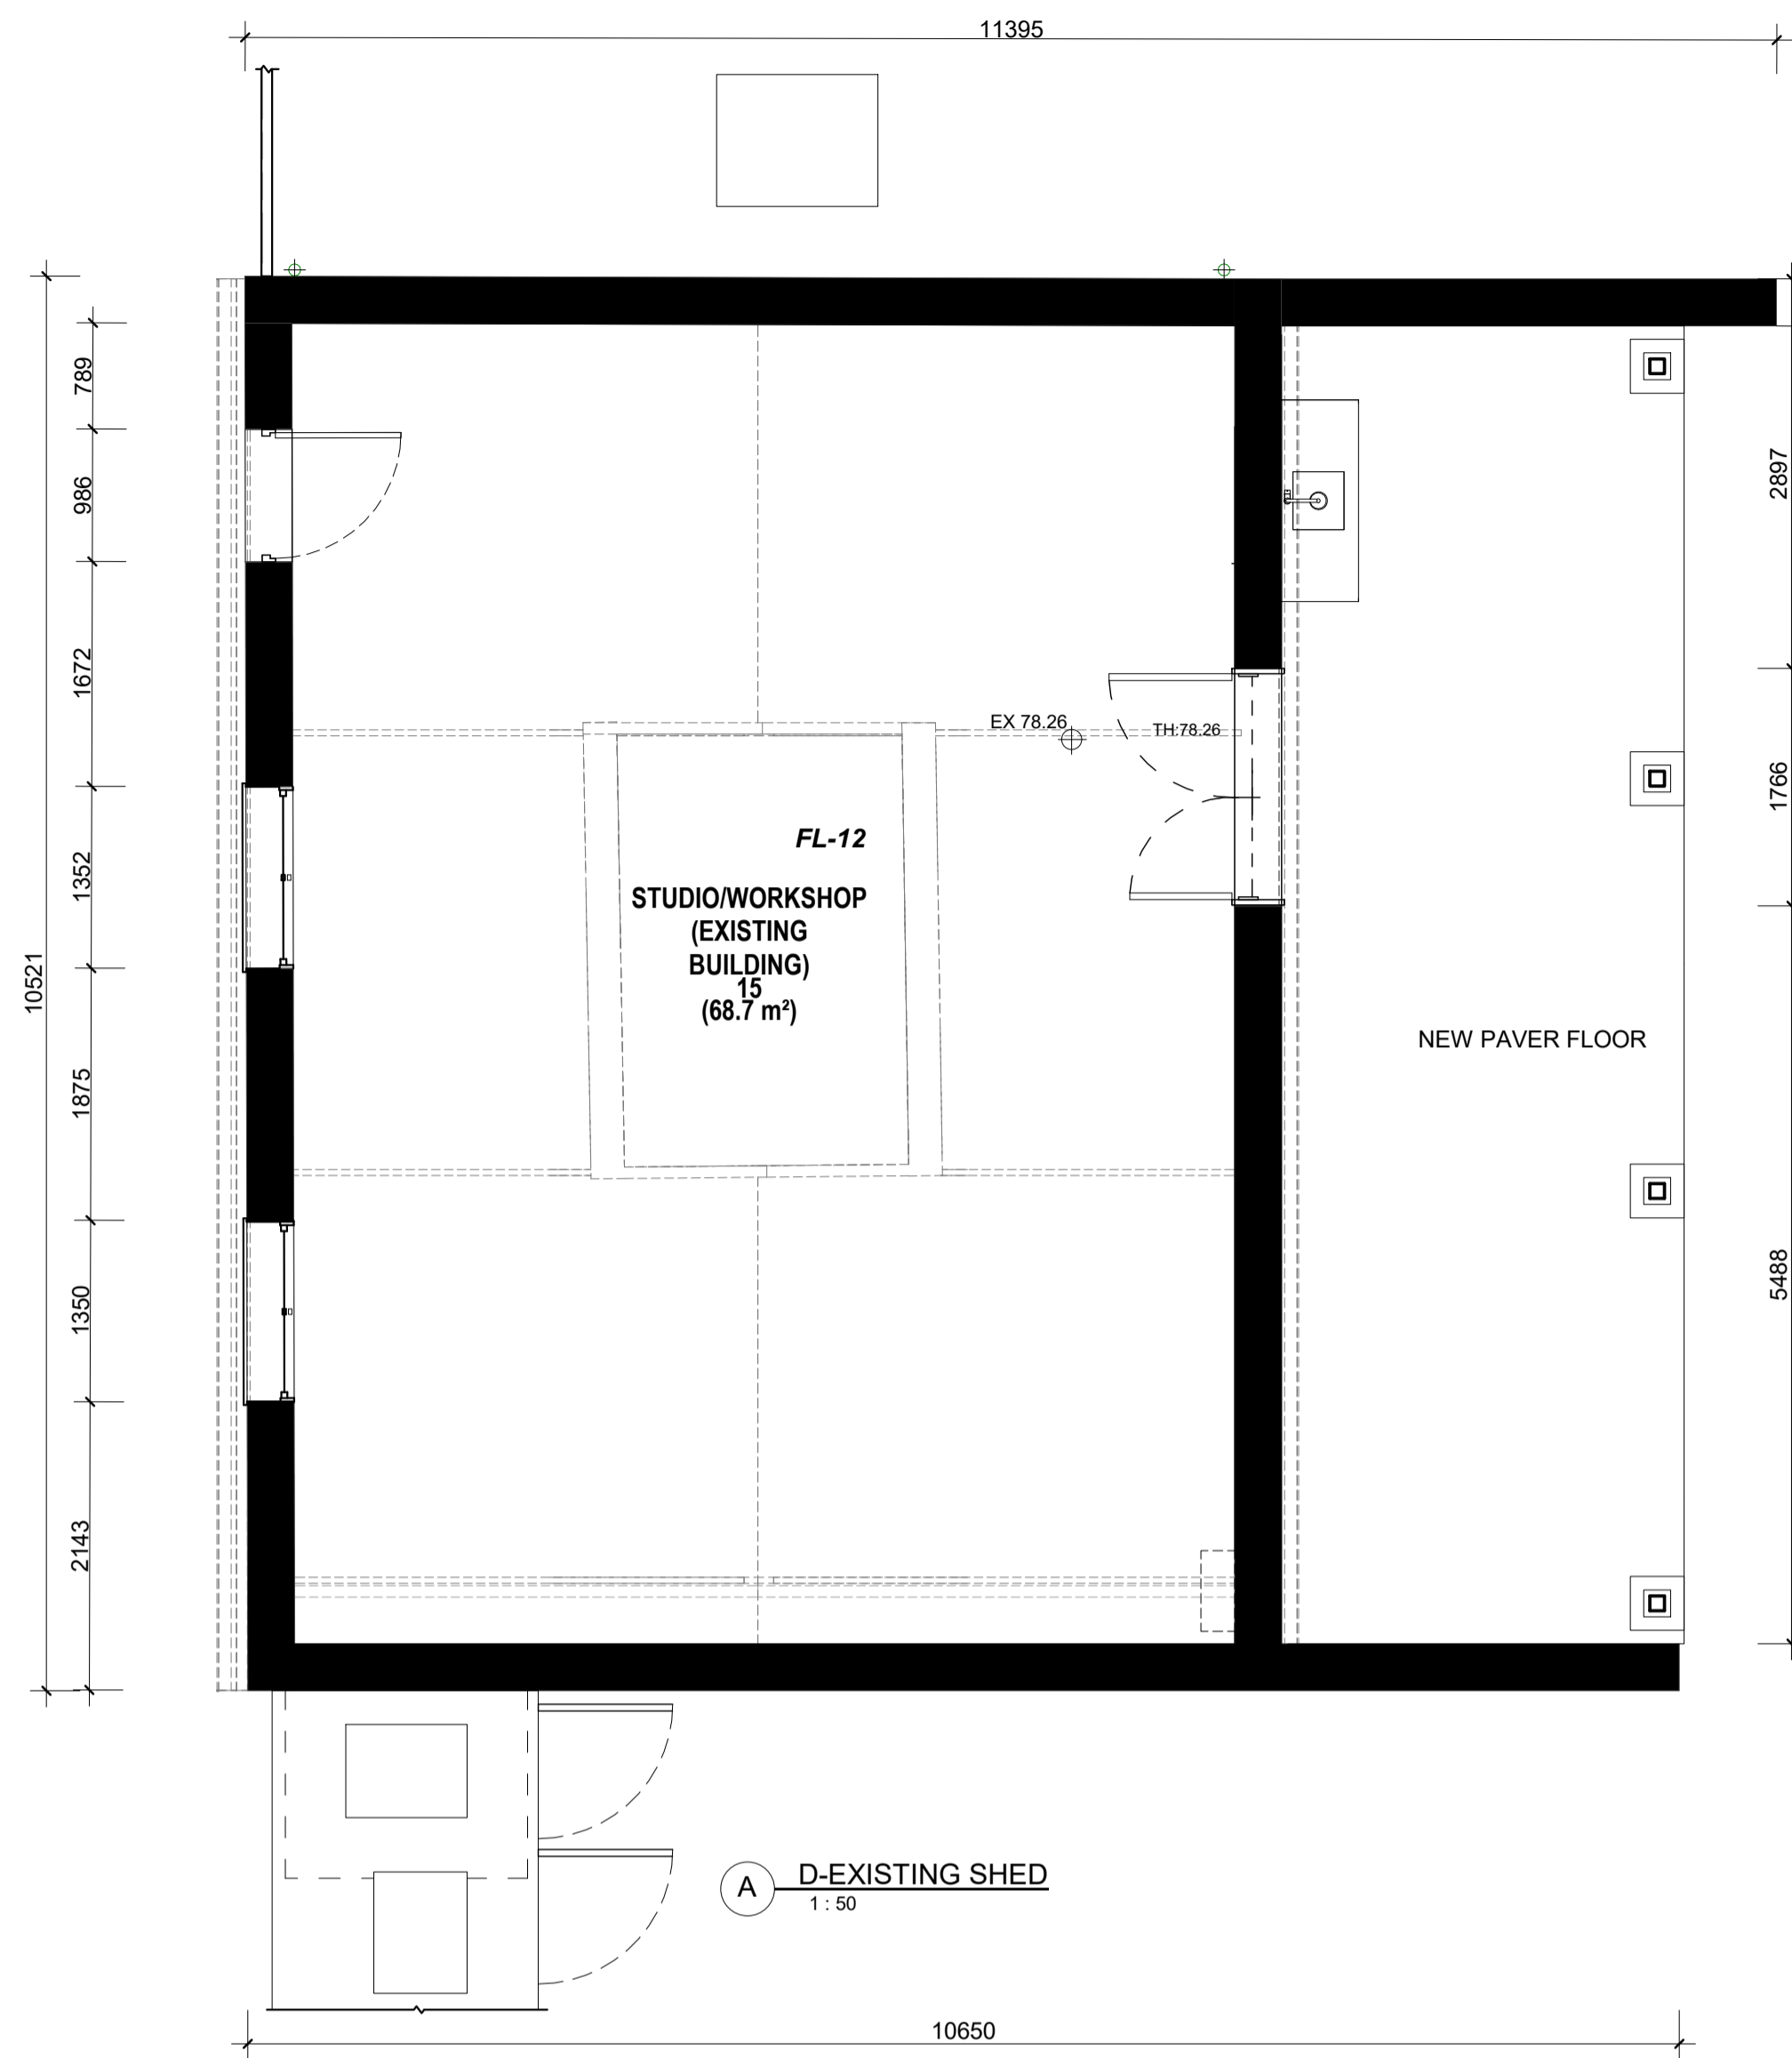 11395
789
986
2897
1672
EX 78.26
TH:78.26
1766
FL-12
1352
STUDIO/WORKSHOP
(EXISTING
BUILDING)
15
(68.7 m²)
10521
NEW PAVER FLOOR
1875
5488
1350
2143
A
D-EXISTING SHED
1 : 50
10650